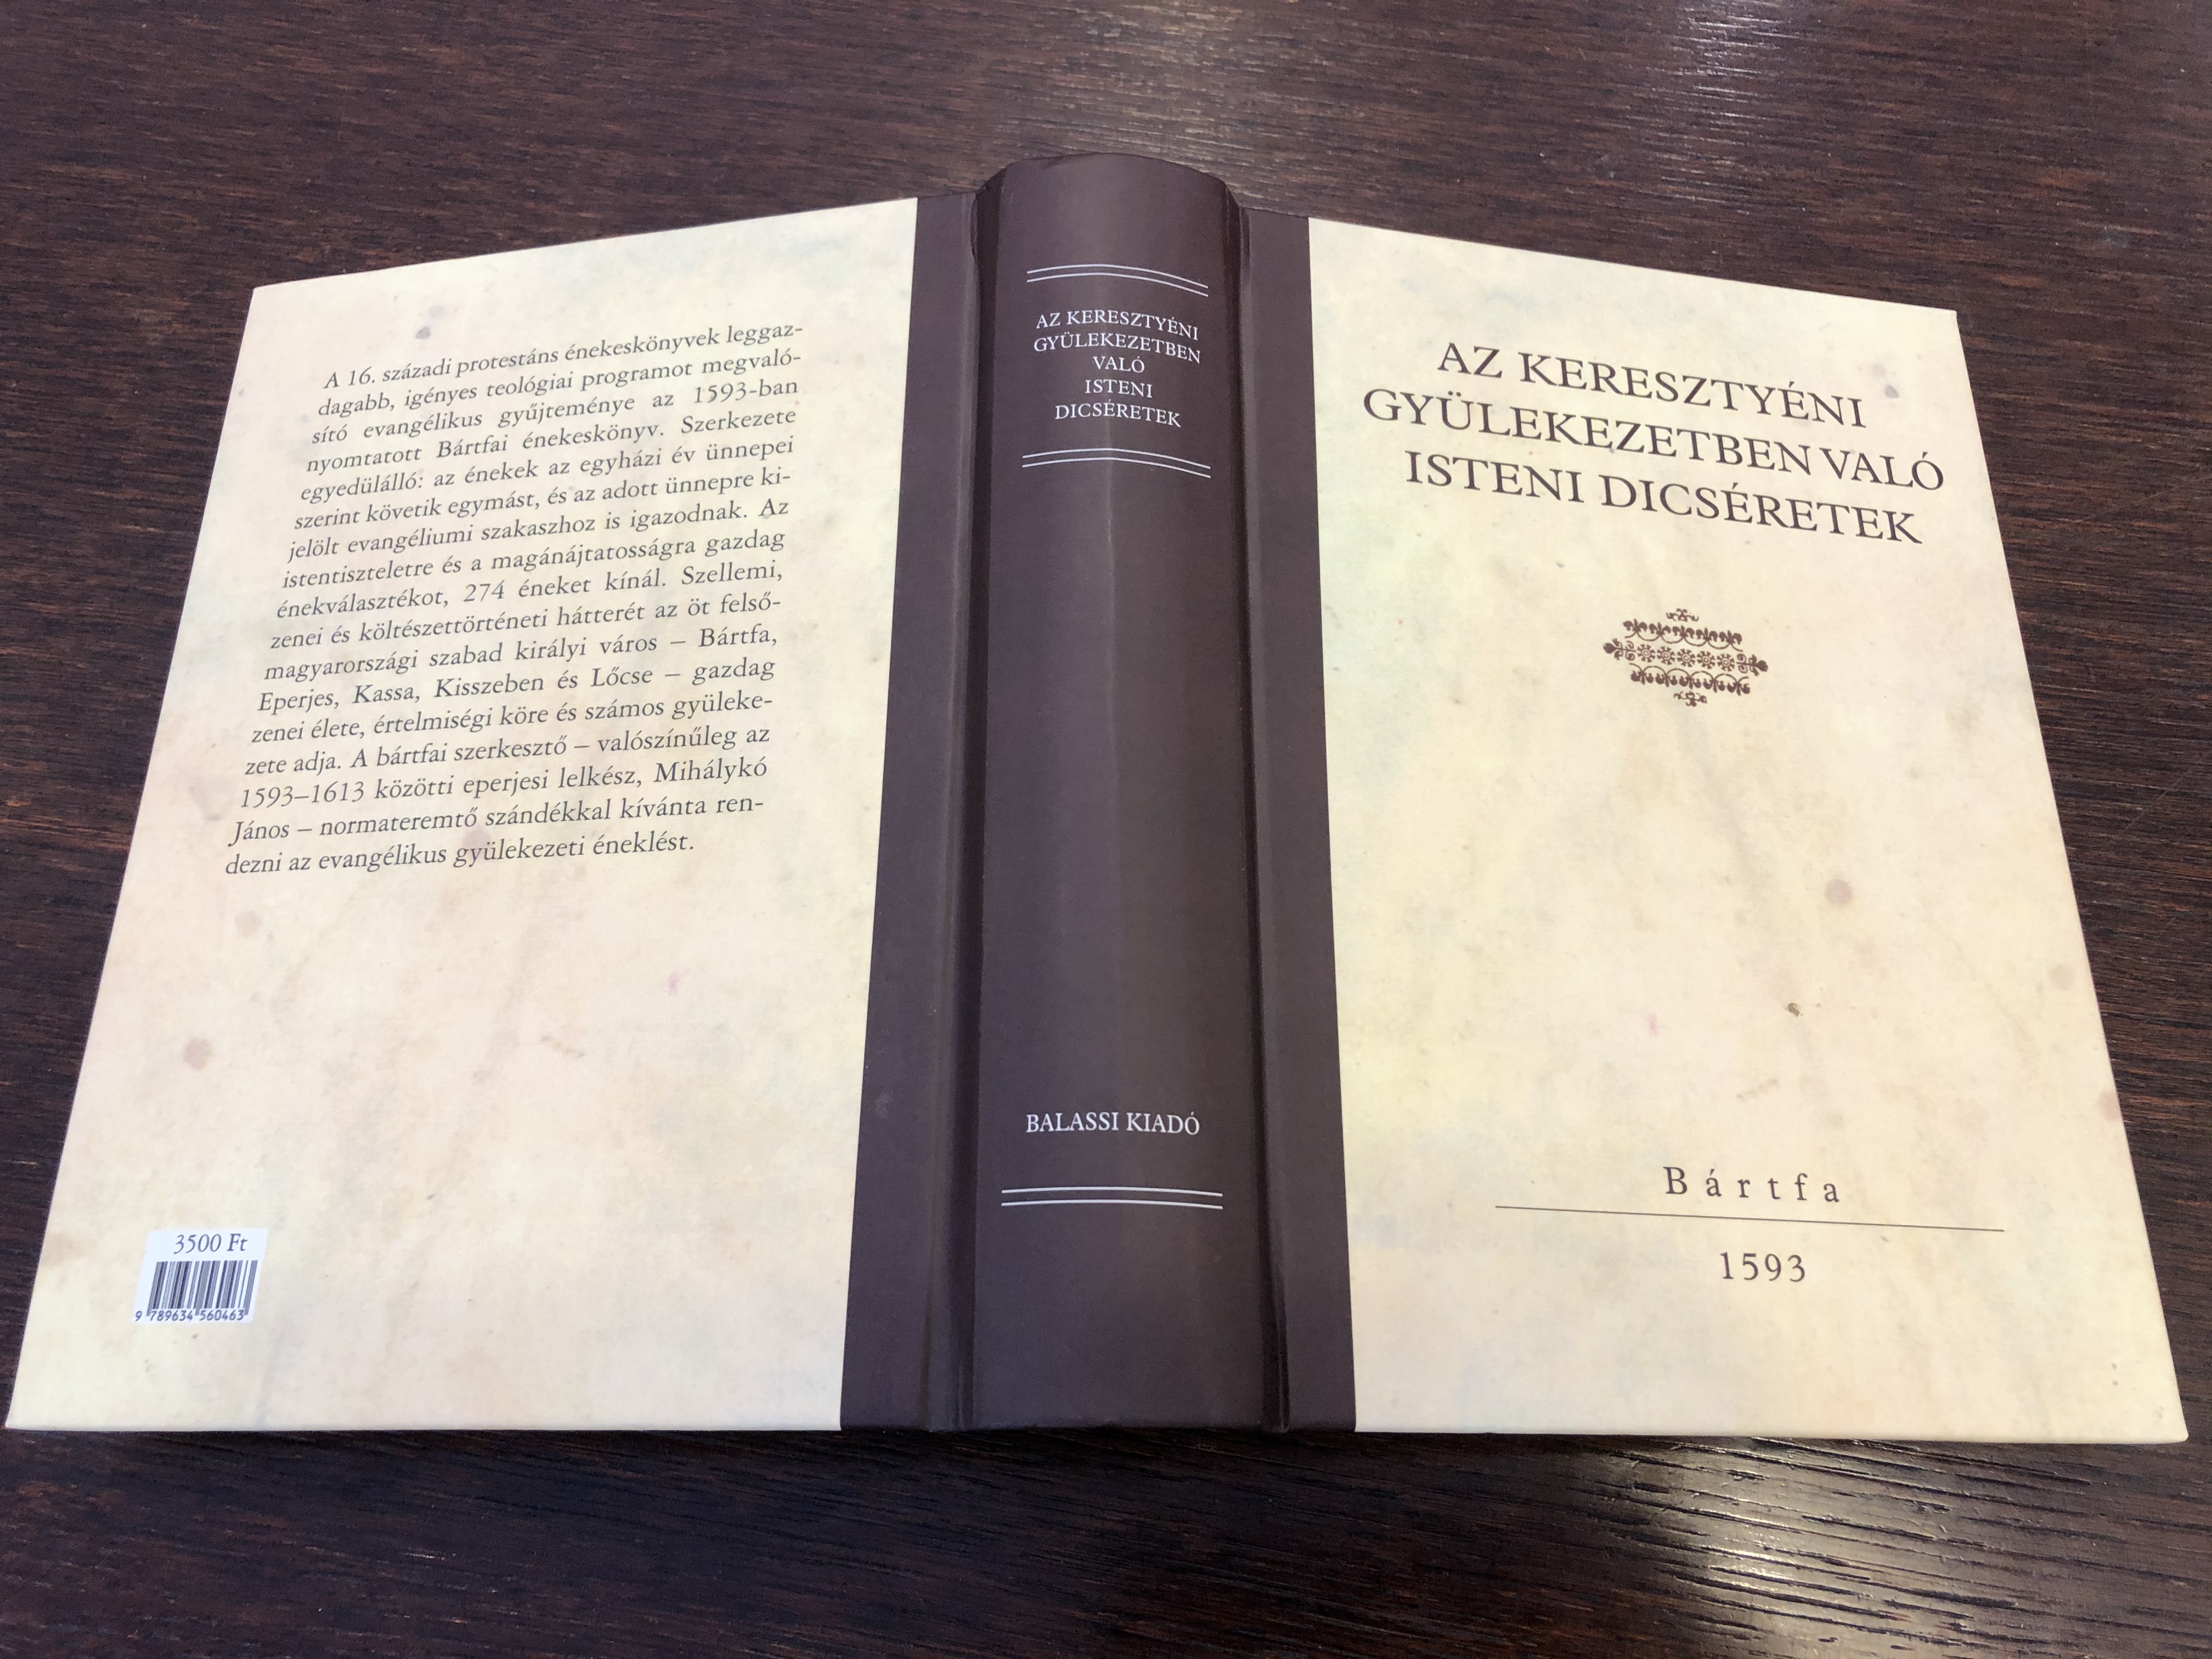 A 16. századi protestáns énekeskönyvek leggaz-
dagabb, igényes teológiai programot megvaló-
sító evangélikus gyűjteménye az 1593-ban
nyomtatott Bártfai énekeskönyv. Szerkezete
egyedülálló: az énekek az egyházi év ünnepei
szerint követik egymást, és az adott ünnepre ki-
jelölt evangéliumi szakaszhoz is igazodnak. Az
istentiszteletre és a magánájtatosságra gazdag
énekválasztékot, 274 éneket kínál. Szellemi,
zenei és költészettörténeti hátterét az öt felső-
magyarországi szabad királyi város – Bártfa,
Eperjes, Kassa, Kisszeben és Lőcse – gazdag
zenei élete, értelmiségi köre és számos gyüleke-
zete adja. A bártfai szerkesztő – valószínűleg az
1593–1613 közötti eperjesi lelkész, Mihálykó
János – normateremtő szándékkal kívánta ren-
dezni az evangélikus gyülekezeti éneklést.
3500 Ft
9 789634 560463
AZ KERESZTYÉNI
GYÜLEKEZETBEN
VALÓ
ISTENI
DICSÉRETEK
BALASSI KIADÓ
AZ KERESZTYÉNI
GYÜLEKEZETBEN VALÓ
ISTENI DICSÉRETEK
Bártfa
1593